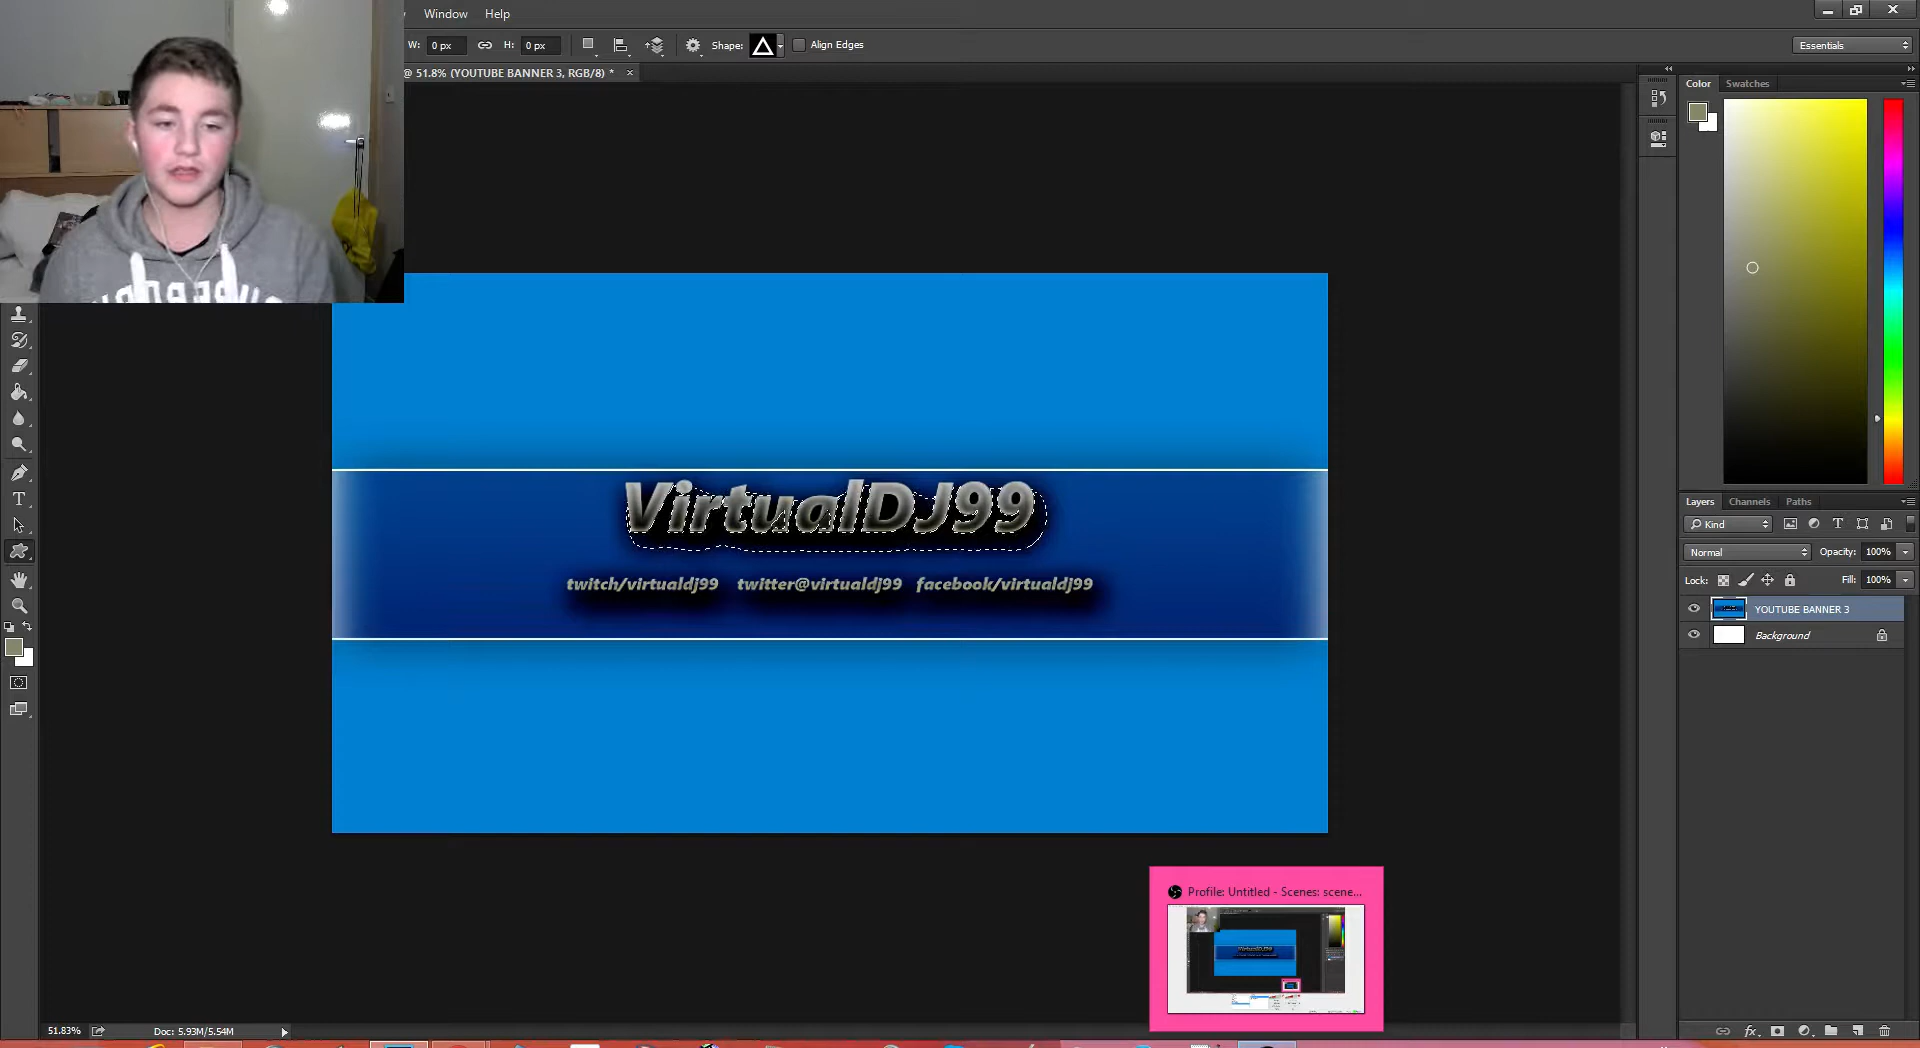 Window Help
W: 0 px H: 0 px Shape: Align Edges Essentials
@ 51.8% (YOUTUBE BANNER 3, RGB/8) * ×
Color Swatches
VirtualDJ99
twitch/virtualdj99 twitter@virtualdj99 facebook/virtualdj99
Layers Channels Paths
Kind
Normal Opacity: 100%
Lock: Fill: 100%
YOUTUBE BANNER 3
Background
Profile: Untitled - Scenes: scene...
51.83% Doc: 5.93M/5.54M